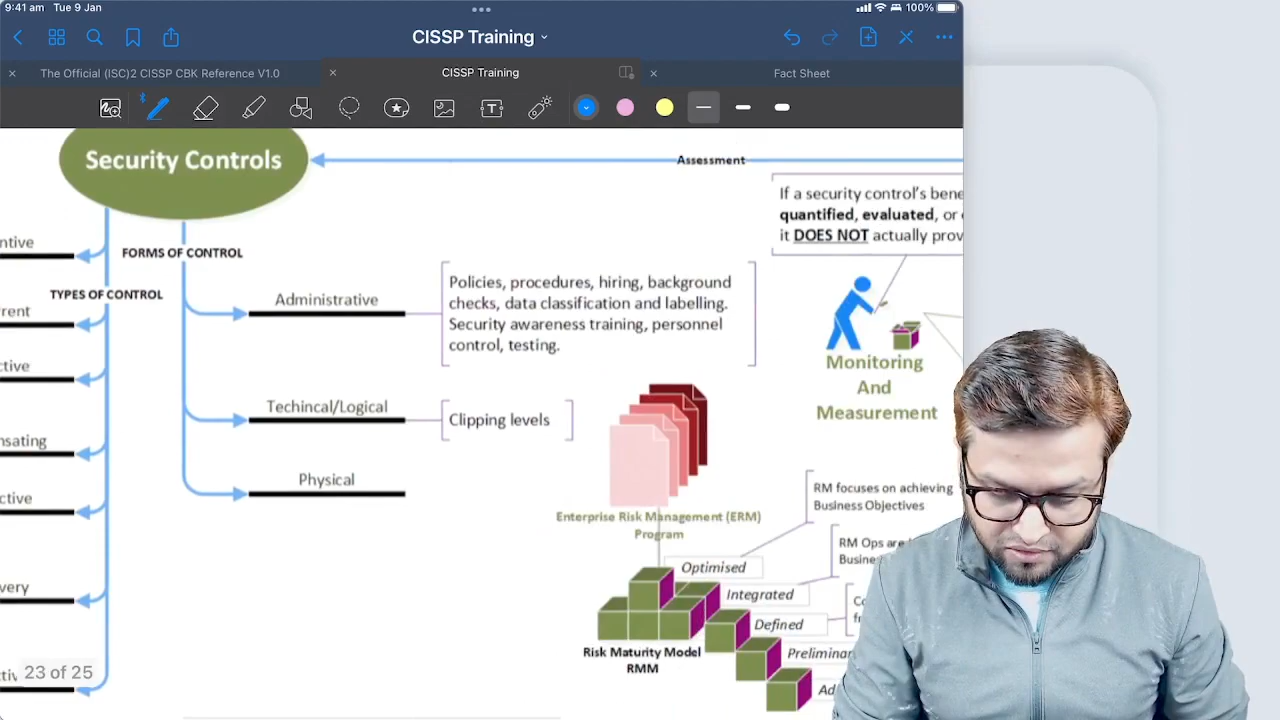 9:41 am Tue 9 Jan
100%
CISSP Training
The Official (ISC)2 CISSP CBK Reference V1.0
CISSP Training
Fact Sheet
Security Controls
Assessment
If a security control's bene
quantified, evaluated, or
it DOES NOT actually prov
ntive
FORMS OF CONTROL
TYPES OF CONTROL
rent
ctive
nsating
ctive
very
23 of 25
Administrative
Policies, procedures, hiring, background
checks, data classification and labelling.
Security awareness training, personnel
control, testing.
Techincal/Logical
Clipping levels
Physical
Monitoring
And
Measurement
Enterprise Risk Management (ERM)
Program
RM focuses on achieving
Business Objectives
RM Ops are
Busine
Optimised
Integrated
Defined
Preliminar
Ad
Risk Maturity Model
RMM